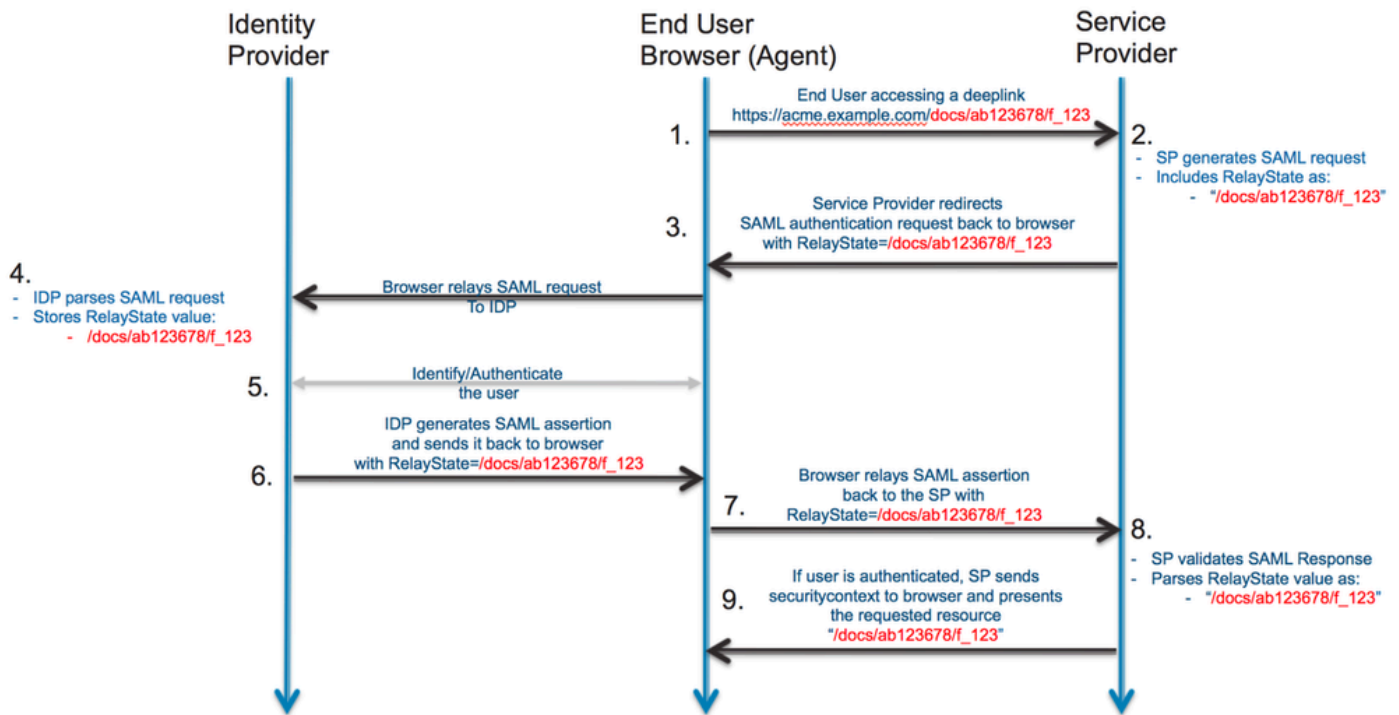 Identity
Provider
End User
Browser (Agent)
Service
Provider
End User accessing a deeplink
https://acme.example.com/docs/ab123678/f_123
1.
2.
- SP generates SAML request
- Includes RelayState as:
- “/docs/ab123678/f_123”
Service Provider redirects
SAML authentication request back to browser
with RelayState=/docs/ab123678/f_123
3.
4.
- IDP parses SAML request
- Stores RelayState value:
- /docs/ab123678/f_123
Browser relays SAML request
To IDP
5.
Identify/Authenticate
the user
IDP generates SAML assertion
and sends it back to browser
with RelayState=/docs/ab123678/f_123
6.
Browser relays SAML assertion
back to the SP with
RelayState=/docs/ab123678/f_123
7.
8.
- SP validates SAML Response
- Parses RelayState value as:
- “/docs/ab123678/f_123”
If user is authenticated, SP sends
securitycontext to browser and presents
the requested resource
“/docs/ab123678/f_123”
9.